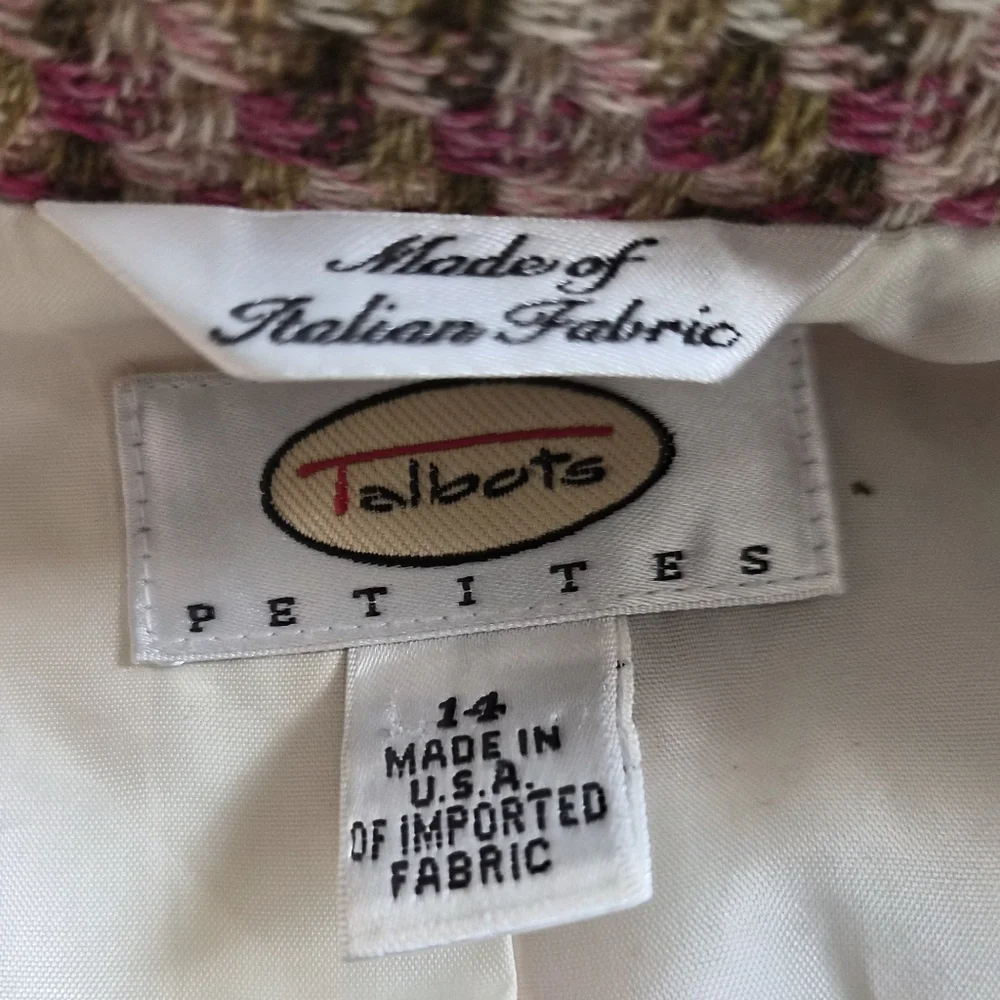 Made of
Italian Fabric
Talbots
PETITES
14
MADE IN
U.S.A.
OF IMPORTED
FABRIC